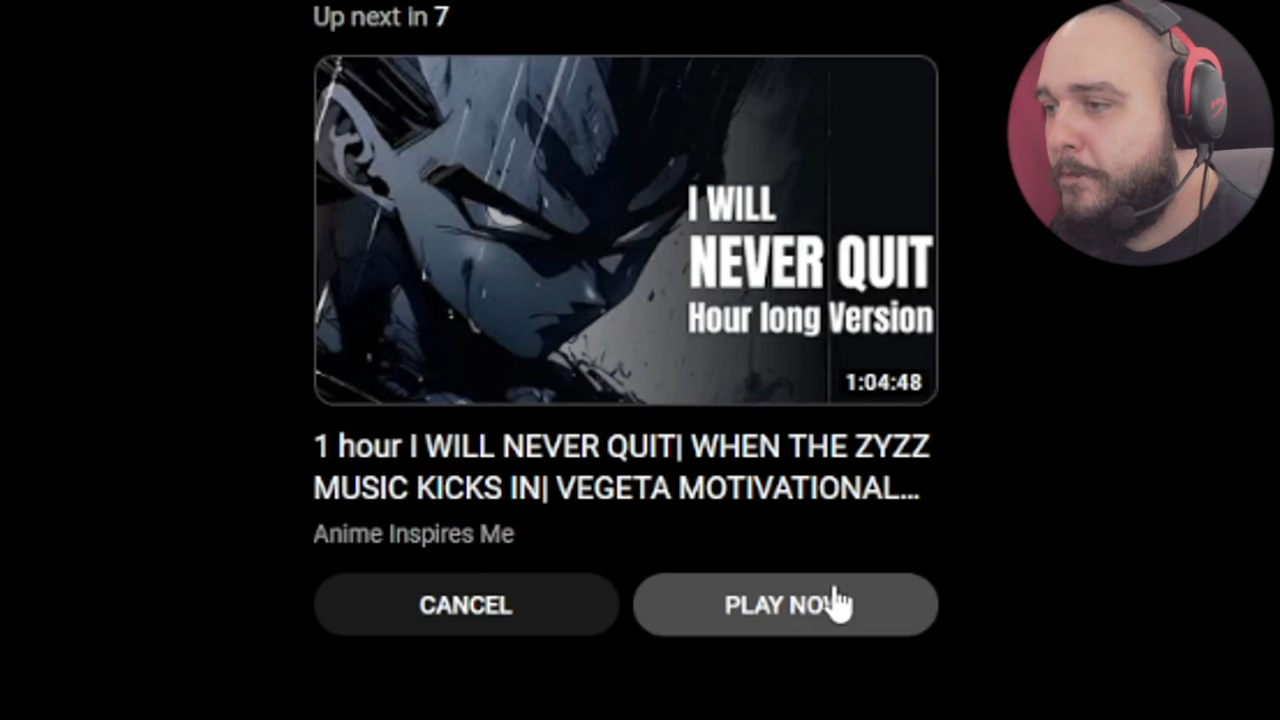 Up next in 7
I WILL
NEVER QUIT
Hour long Version
1:04:48
1 hour I WILL NEVER QUIT| WHEN THE ZYZZ
MUSIC KICKS IN| VEGETA MOTIVATIONAL...
Anime Inspires Me
CANCEL
PLAY NOW